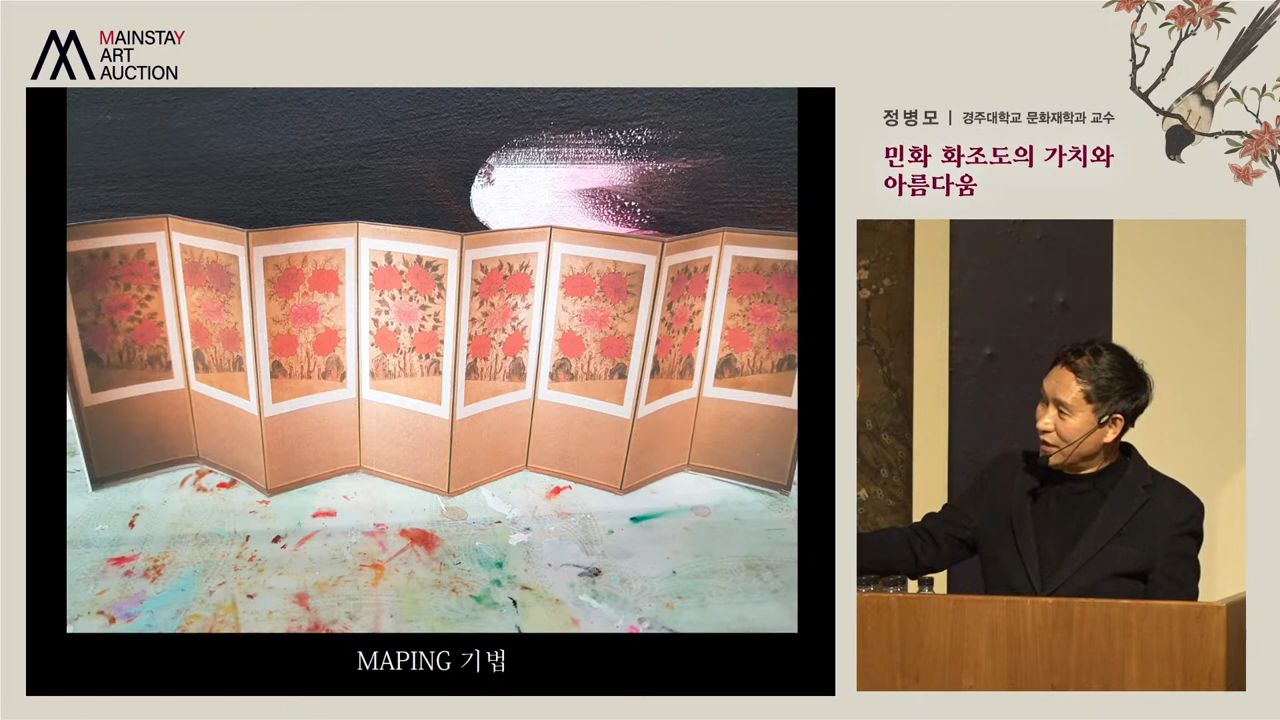 MAINSTAY
ART
AUCTION
정병모 | 경주대학교 문화재학과 교수
민화 화조도의 가치와
아름다움
MAPING 기법